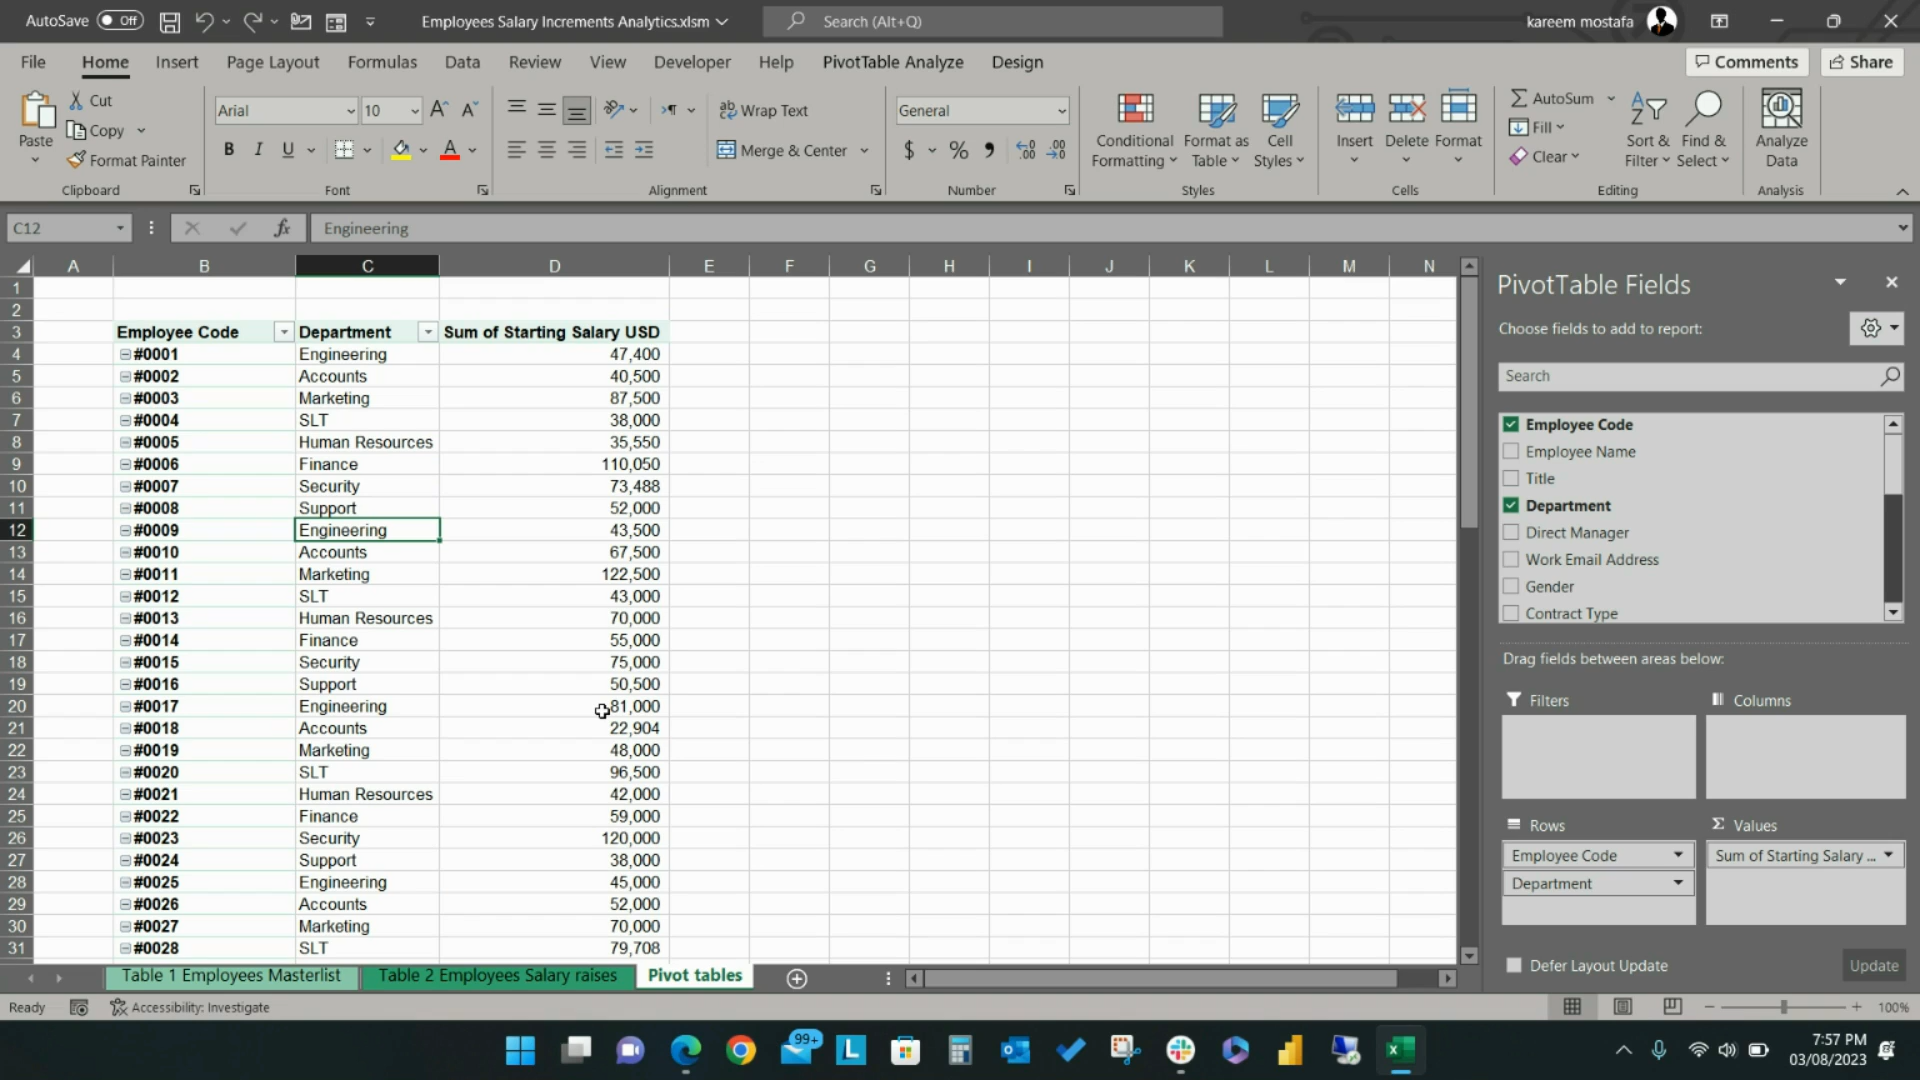 AutoSave Off
Employees Salary Increments Analytics.xlsm
Search (Alt+Q)
kareem mostafa
File Home Insert Page Layout Formulas Data Review View Developer Help PivotTable Analyze Design
Comments Share
Paste
Cut
Copy
Format Painter
Clipboard
Arial 10
B I U
Font
Wrap Text
Merge & Center
Alignment
General
$ % 9
Number
Conditional Formatting
Format as Table
Cell Styles
Styles
Insert Delete Format
Cells
AutoSum
Fill
Clear
Sort & Filter
Find & Select
Editing
Analyze Data
Analysis
C12 fx Engineering
A B C D E F G H I J K L M N
1
2
3 Employee Code Department Sum of Starting Salary USD
4 #0001 Engineering 47,400
5 #0002 Accounts 40,500
6 #0003 Marketing 87,500
7 #0004 SLT 38,000
8 #0005 Human Resources 35,550
9 #0006 Finance 110,050
10 #0007 Security 73,488
11 #0008 Support 52,000
12 #0009 Engineering 43,500
13 #0010 Accounts 67,500
14 #0011 Marketing 122,500
15 #0012 SLT 43,000
16 #0013 Human Resources 70,000
17 #0014 Finance 55,000
18 #0015 Security 75,000
19 #0016 Support 50,500
20 #0017 Engineering 81,000
21 #0018 Accounts 22,904
22 #0019 Marketing 48,000
23 #0020 SLT 96,500
24 #0021 Human Resources 42,000
25 #0022 Finance 59,000
26 #0023 Security 120,000
27 #0024 Support 38,000
28 #0025 Engineering 45,000
29 #0026 Accounts 52,000
30 #0027 Marketing 70,000
31 #0028 SLT 79,708
PivotTable Fields
Choose fields to add to report:
Search
Employee Code
Employee Name
Title
Department
Direct Manager
Work Email Address
Gender
Contract Type
Drag fields between areas below:
Filters
Columns
Rows
Employee Code
Department
Σ Values
Sum of Starting Salary ...
Defer Layout Update
Update
Table 1 Employees Masterlist Table 2 Employees Salary raises Pivot tables
Ready Accessibility: Investigate
100%
99+
7:57 PM
03/08/2023